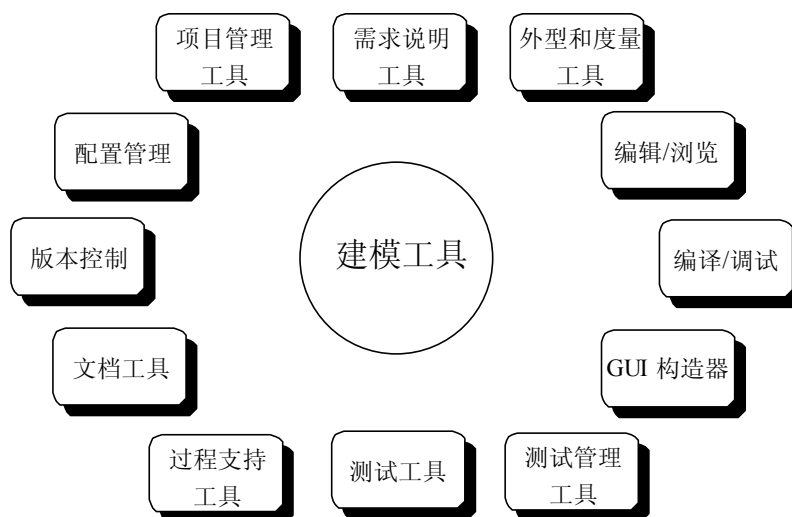 项目管理
工具
需求说明
工具
外型和度量
工具
配置管理
编辑/浏览
版本控制
建模工具
编译/调试
文档工具
GUI 构造器
过程支持
工具
测试工具
测试管理
工具